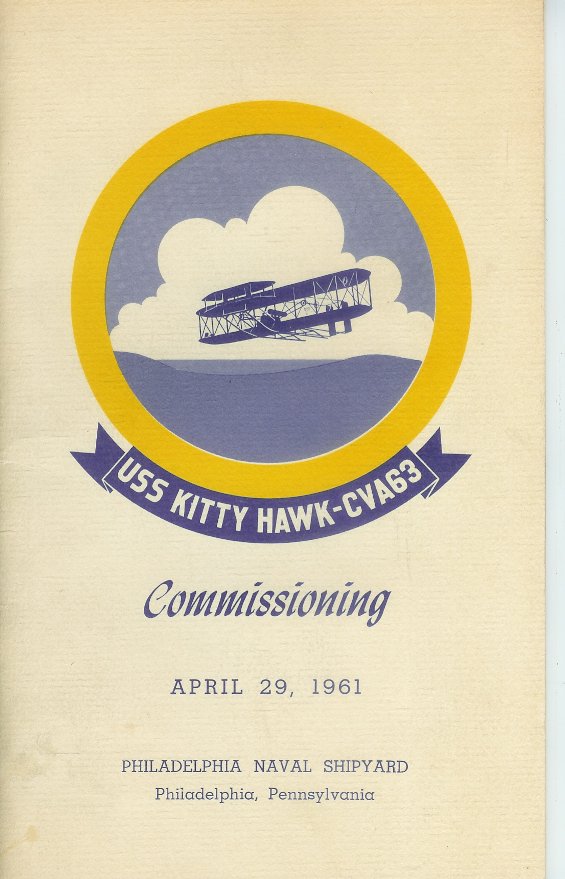 USS KITTY HAWK-CVA63
Commissioning
APRIL 29, 1961
PHILADELPHIA NAVAL SHIPYARD
Philadelphia, Pennsylvania